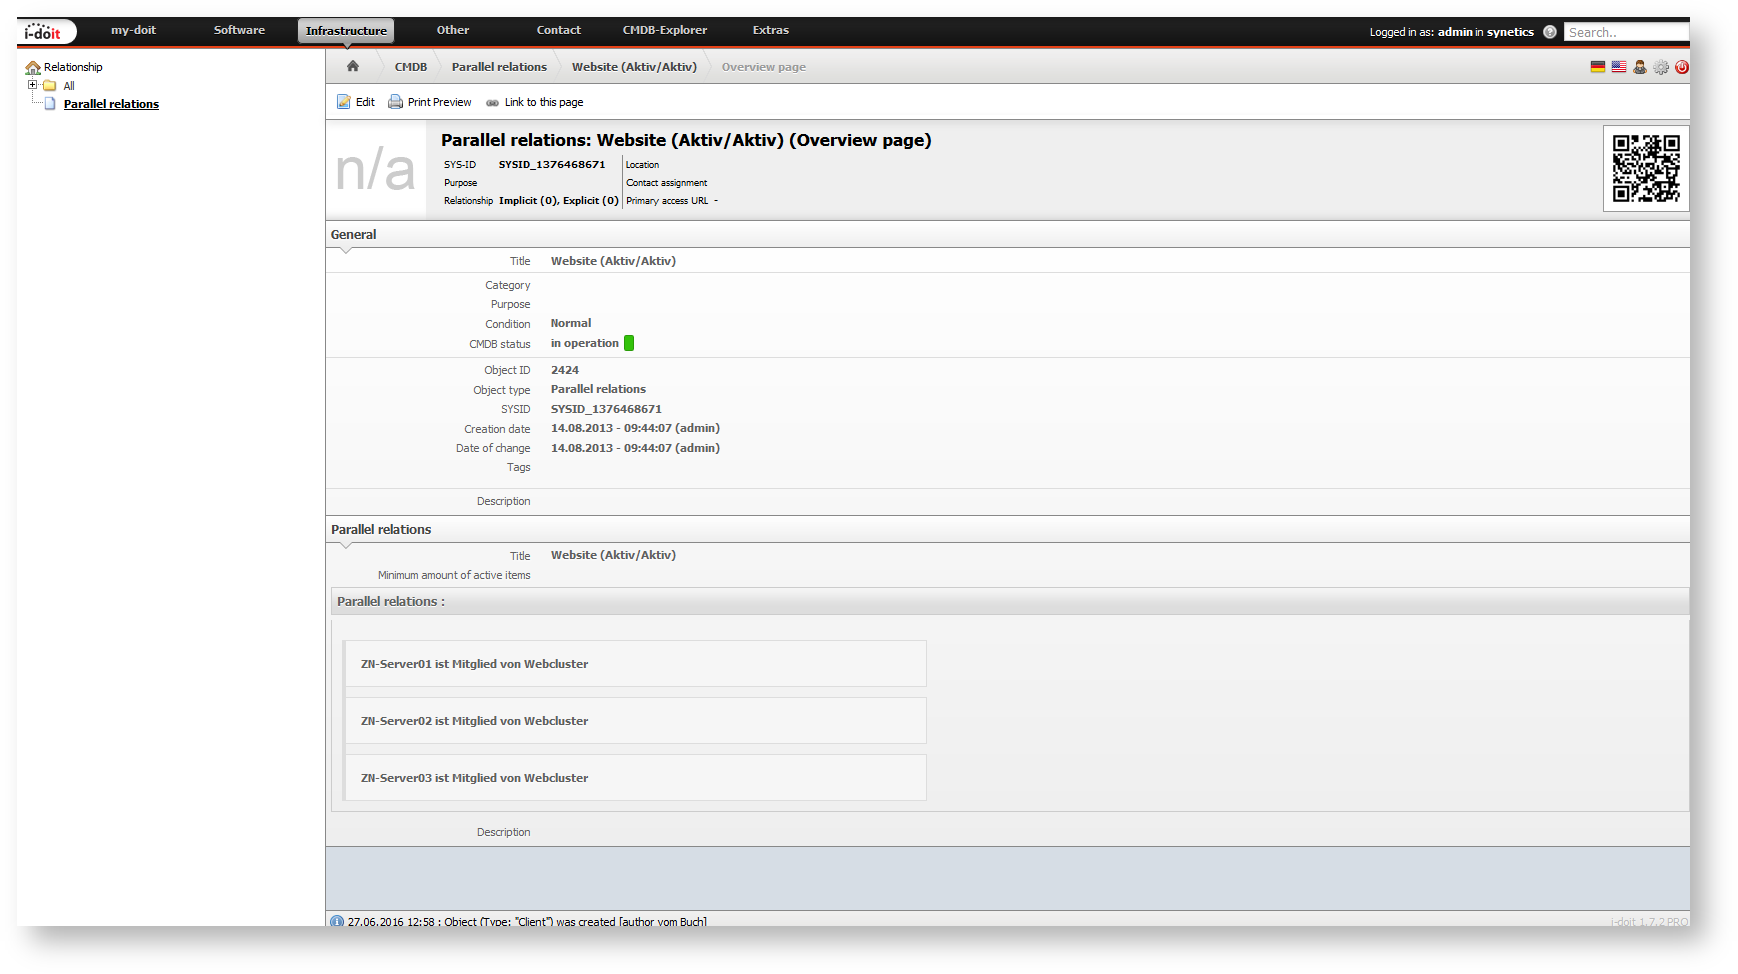 i-doit my-doit Software Infrastructure Other Contact CMDB-Explorer Extras Logged in as: admin in synetics ? Search..
Relationship
All
Parallel relations
CMDB Parallel relations Website (Aktiv/Aktiv) Overview page
Edit Print Preview Link to this page
n/a
Parallel relations: Website (Aktiv/Aktiv) (Overview page)
SYS-ID SYSID_1376468671 Location
Purpose Contact assignment
Relationship Implicit (0), Explicit (0) Primary access URL -
General
Title Website (Aktiv/Aktiv)
Category
Purpose
Condition Normal
CMDB status in operation
Object ID 2424
Object type Parallel relations
SYSID SYSID_1376468671
Creation date 14.08.2013 - 09:44:07 (admin)
Date of change 14.08.2013 - 09:44:07 (admin)
Tags
Description
Parallel relations
Title Website (Aktiv/Aktiv)
Minimum amount of active items
Parallel relations :
ZN-Server01 ist Mitglied von Webcluster
ZN-Server02 ist Mitglied von Webcluster
ZN-Server03 ist Mitglied von Webcluster
Description
27.06.2016 12:58 : Object (Type: "Client") was created [author vom Buch] i-doit 1.7.2 PRO